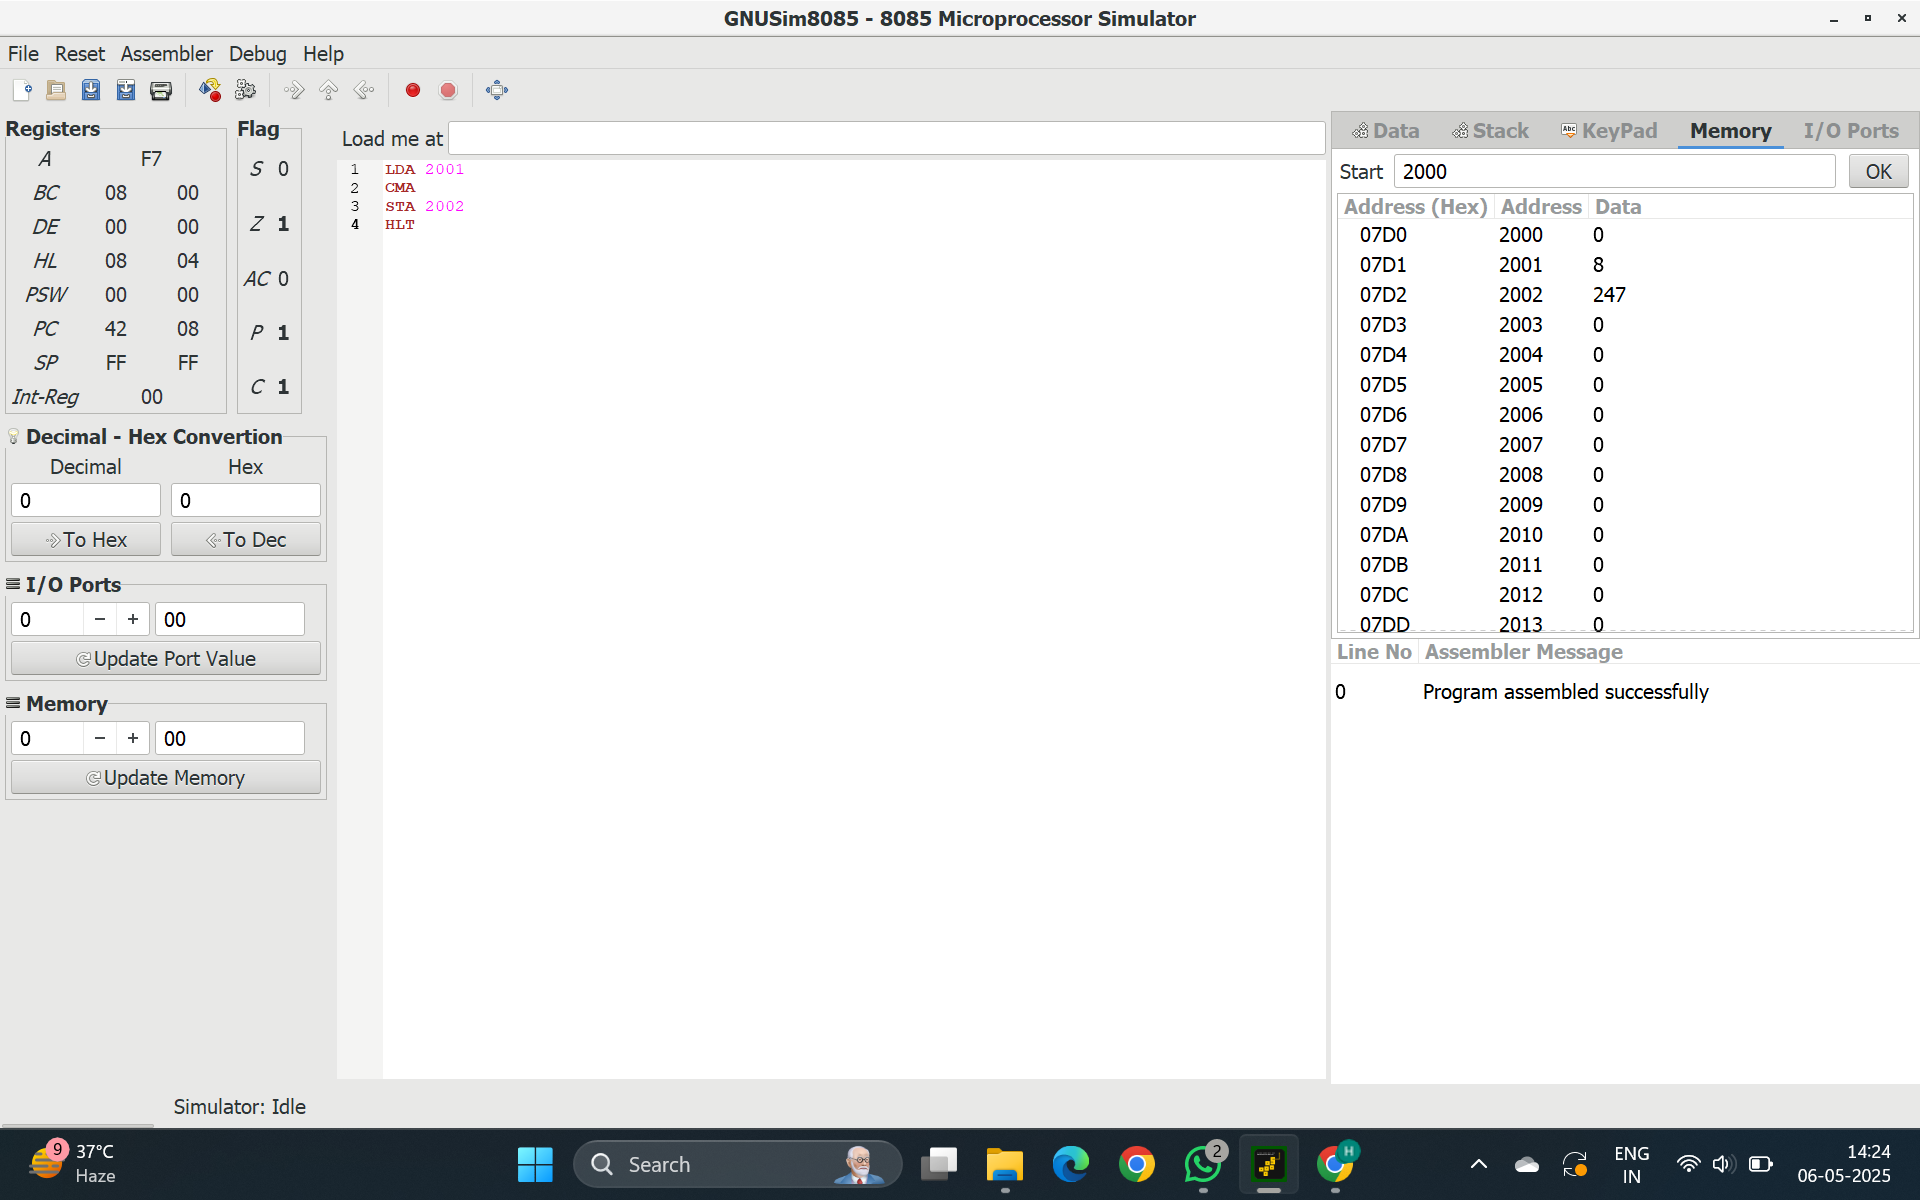 GNUSim8085 - 8085 Microprocessor Simulator
File Reset Assembler Debug Help
Registers
A F7
BC 08 00
DE 00 00
HL 08 04
PSW 00 00
PC 42 08
SP FF FF
Int-Reg 00
Flag
S 0
Z 1
AC 0
P 1
C 1
Decimal - Hex Convertion
Decimal Hex
0 0
To Hex To Dec
I/O Ports
0 − + 00
Update Port Value
Memory
0 − + 00
Update Memory
Load me at
1 LDA 2001
2 CMA
3 STA 2002
4 HLT
Data Stack Abc KeyPad Memory I/O Ports
Start 2000 OK
Address (Hex) Address Data
07D0 2000 0
07D1 2001 8
07D2 2002 247
07D3 2003 0
07D4 2004 0
07D5 2005 0
07D6 2006 0
07D7 2007 0
07D8 2008 0
07D9 2009 0
07DA 2010 0
07DB 2011 0
07DC 2012 0
07DD 2013 0
Line No Assembler Message
0 Program assembled successfully
Simulator: Idle
9 37°C
Haze
Search
2
H
ENG
IN
14:24
06-05-2025